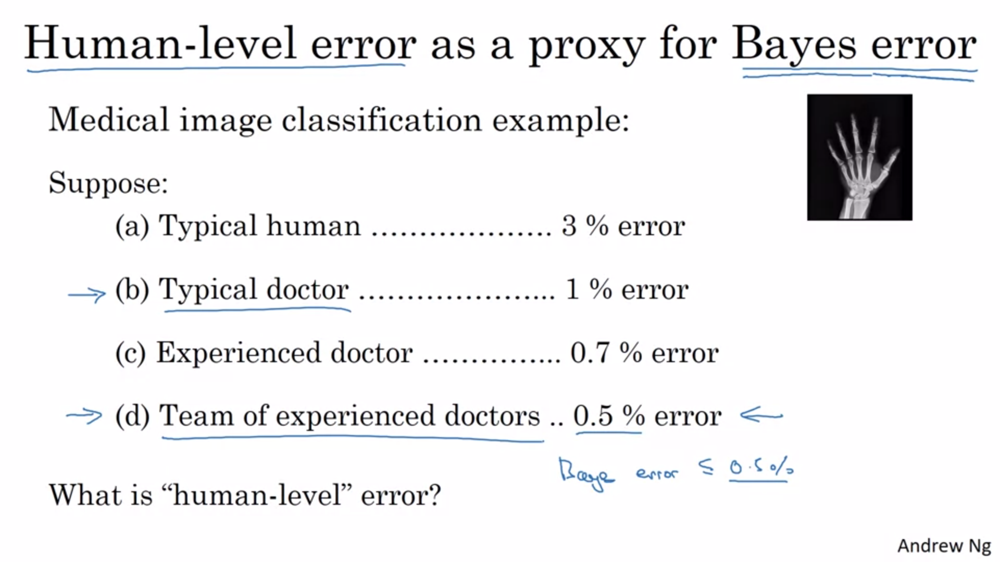 Human-level error as a proxy for Bayes error
Medical image classification example:
Suppose:
(a) Typical human ................... 3 % error
(b) Typical doctor ..................... 1 % error
(c) Experienced doctor ............... 0.7 % error
(d) Team of experienced doctors .. 0.5 % error
Baye error ≤ 0.5%
What is “human-level” error?
Andrew Ng